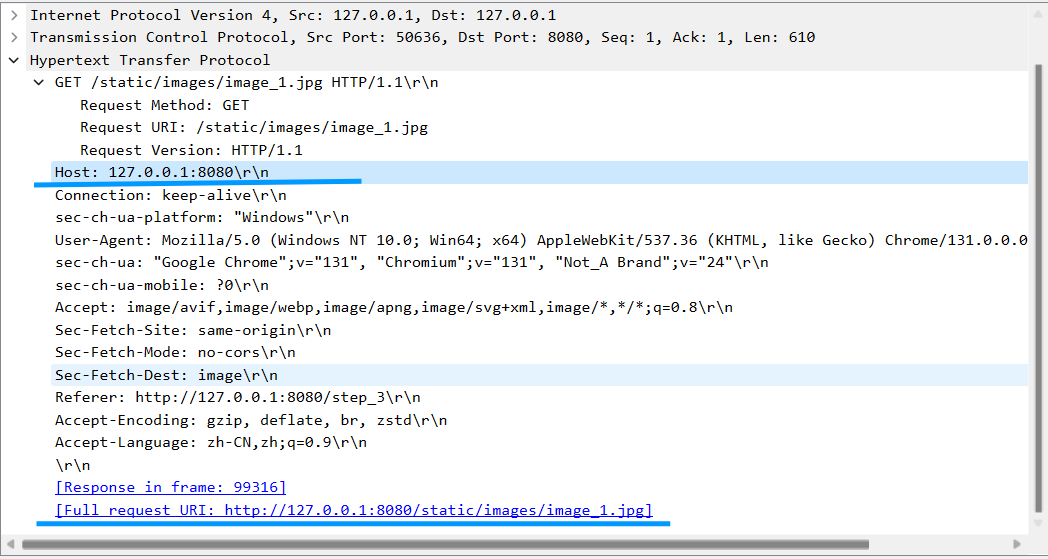 Internet Protocol Version 4, Src: 127.0.0.1, Dst: 127.0.0.1
Transmission Control Protocol, Src Port: 50636, Dst Port: 8080, Seq: 1, Ack: 1, Len: 610
Hypertext Transfer Protocol
GET /static/images/image_1.jpg HTTP/1.1\r\n
Request Method: GET
Request URI: /static/images/image_1.jpg
Request Version: HTTP/1.1
Host: 127.0.0.1:8080\r\n
Connection: keep-alive\r\n
sec-ch-ua-platform: "Windows"\r\n
User-Agent: Mozilla/5.0 (Windows NT 10.0; Win64; x64) AppleWebKit/537.36 (KHTML, like Gecko) Chrome/131.0.0.0
sec-ch-ua: "Google Chrome";v="131", "Chromium";v="131", "Not_A Brand";v="24"\r\n
sec-ch-ua-mobile: ?0\r\n
Accept: image/avif,image/webp,image/apng,image/svg+xml,image/*,*/*;q=0.8\r\n
Sec-Fetch-Site: same-origin\r\n
Sec-Fetch-Mode: no-cors\r\n
Sec-Fetch-Dest: image\r\n
Referer: http://127.0.0.1:8080/step_3\r\n
Accept-Encoding: gzip, deflate, br, zstd\r\n
Accept-Language: zh-CN,zh;q=0.9\r\n
\r\n
[Response in frame: 99316]
[Full request URI: http://127.0.0.1:8080/static/images/image_1.jpg]